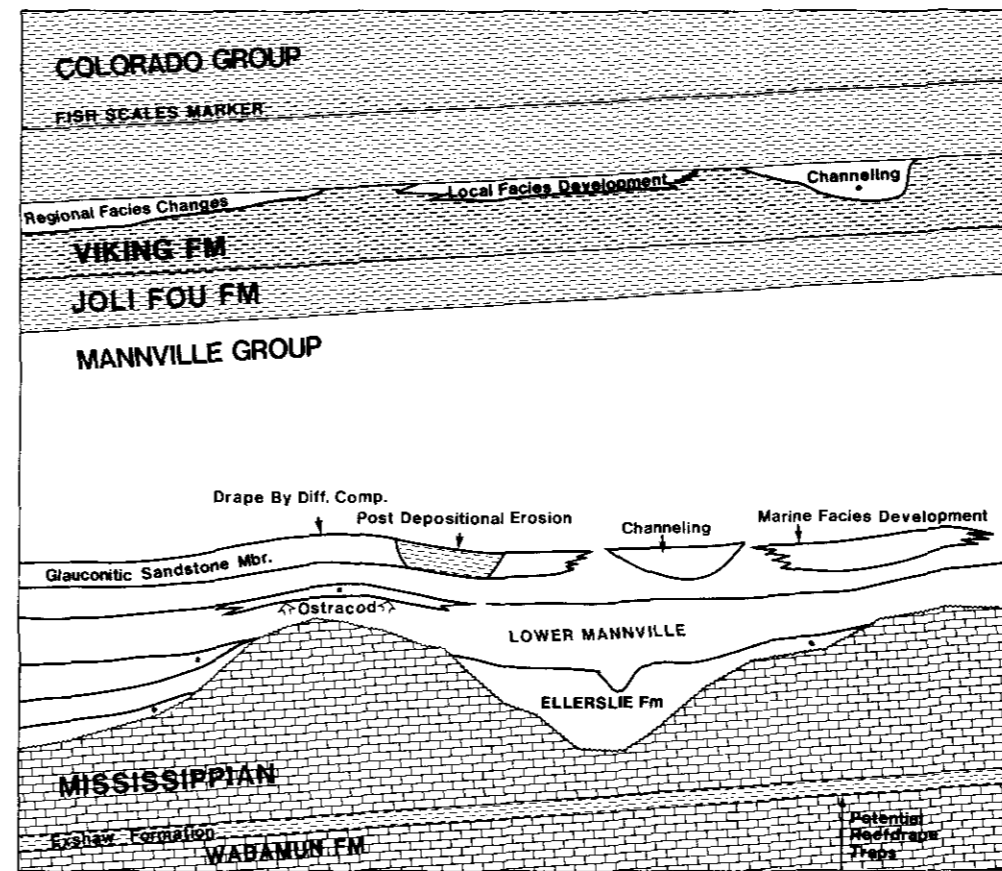 COLORADO GROUP
FISH SCALES MARKER
Regional Facies Changes
Local Facies Development
Channeling
VIKING FM
JOLI FOU FM
MANNVILLE GROUP
Drape By Diff. Comp.
Post Depositional Erosion
Channeling
Marine Facies Development
Glauconitic Sandstone Mbr.
Ostracod
LOWER MANNVILLE
ELLERSLIE Fm
MISSISSIPPIAN
Exshaw Formation
WABAMUN FM
Potential
Reefdrape
Traps